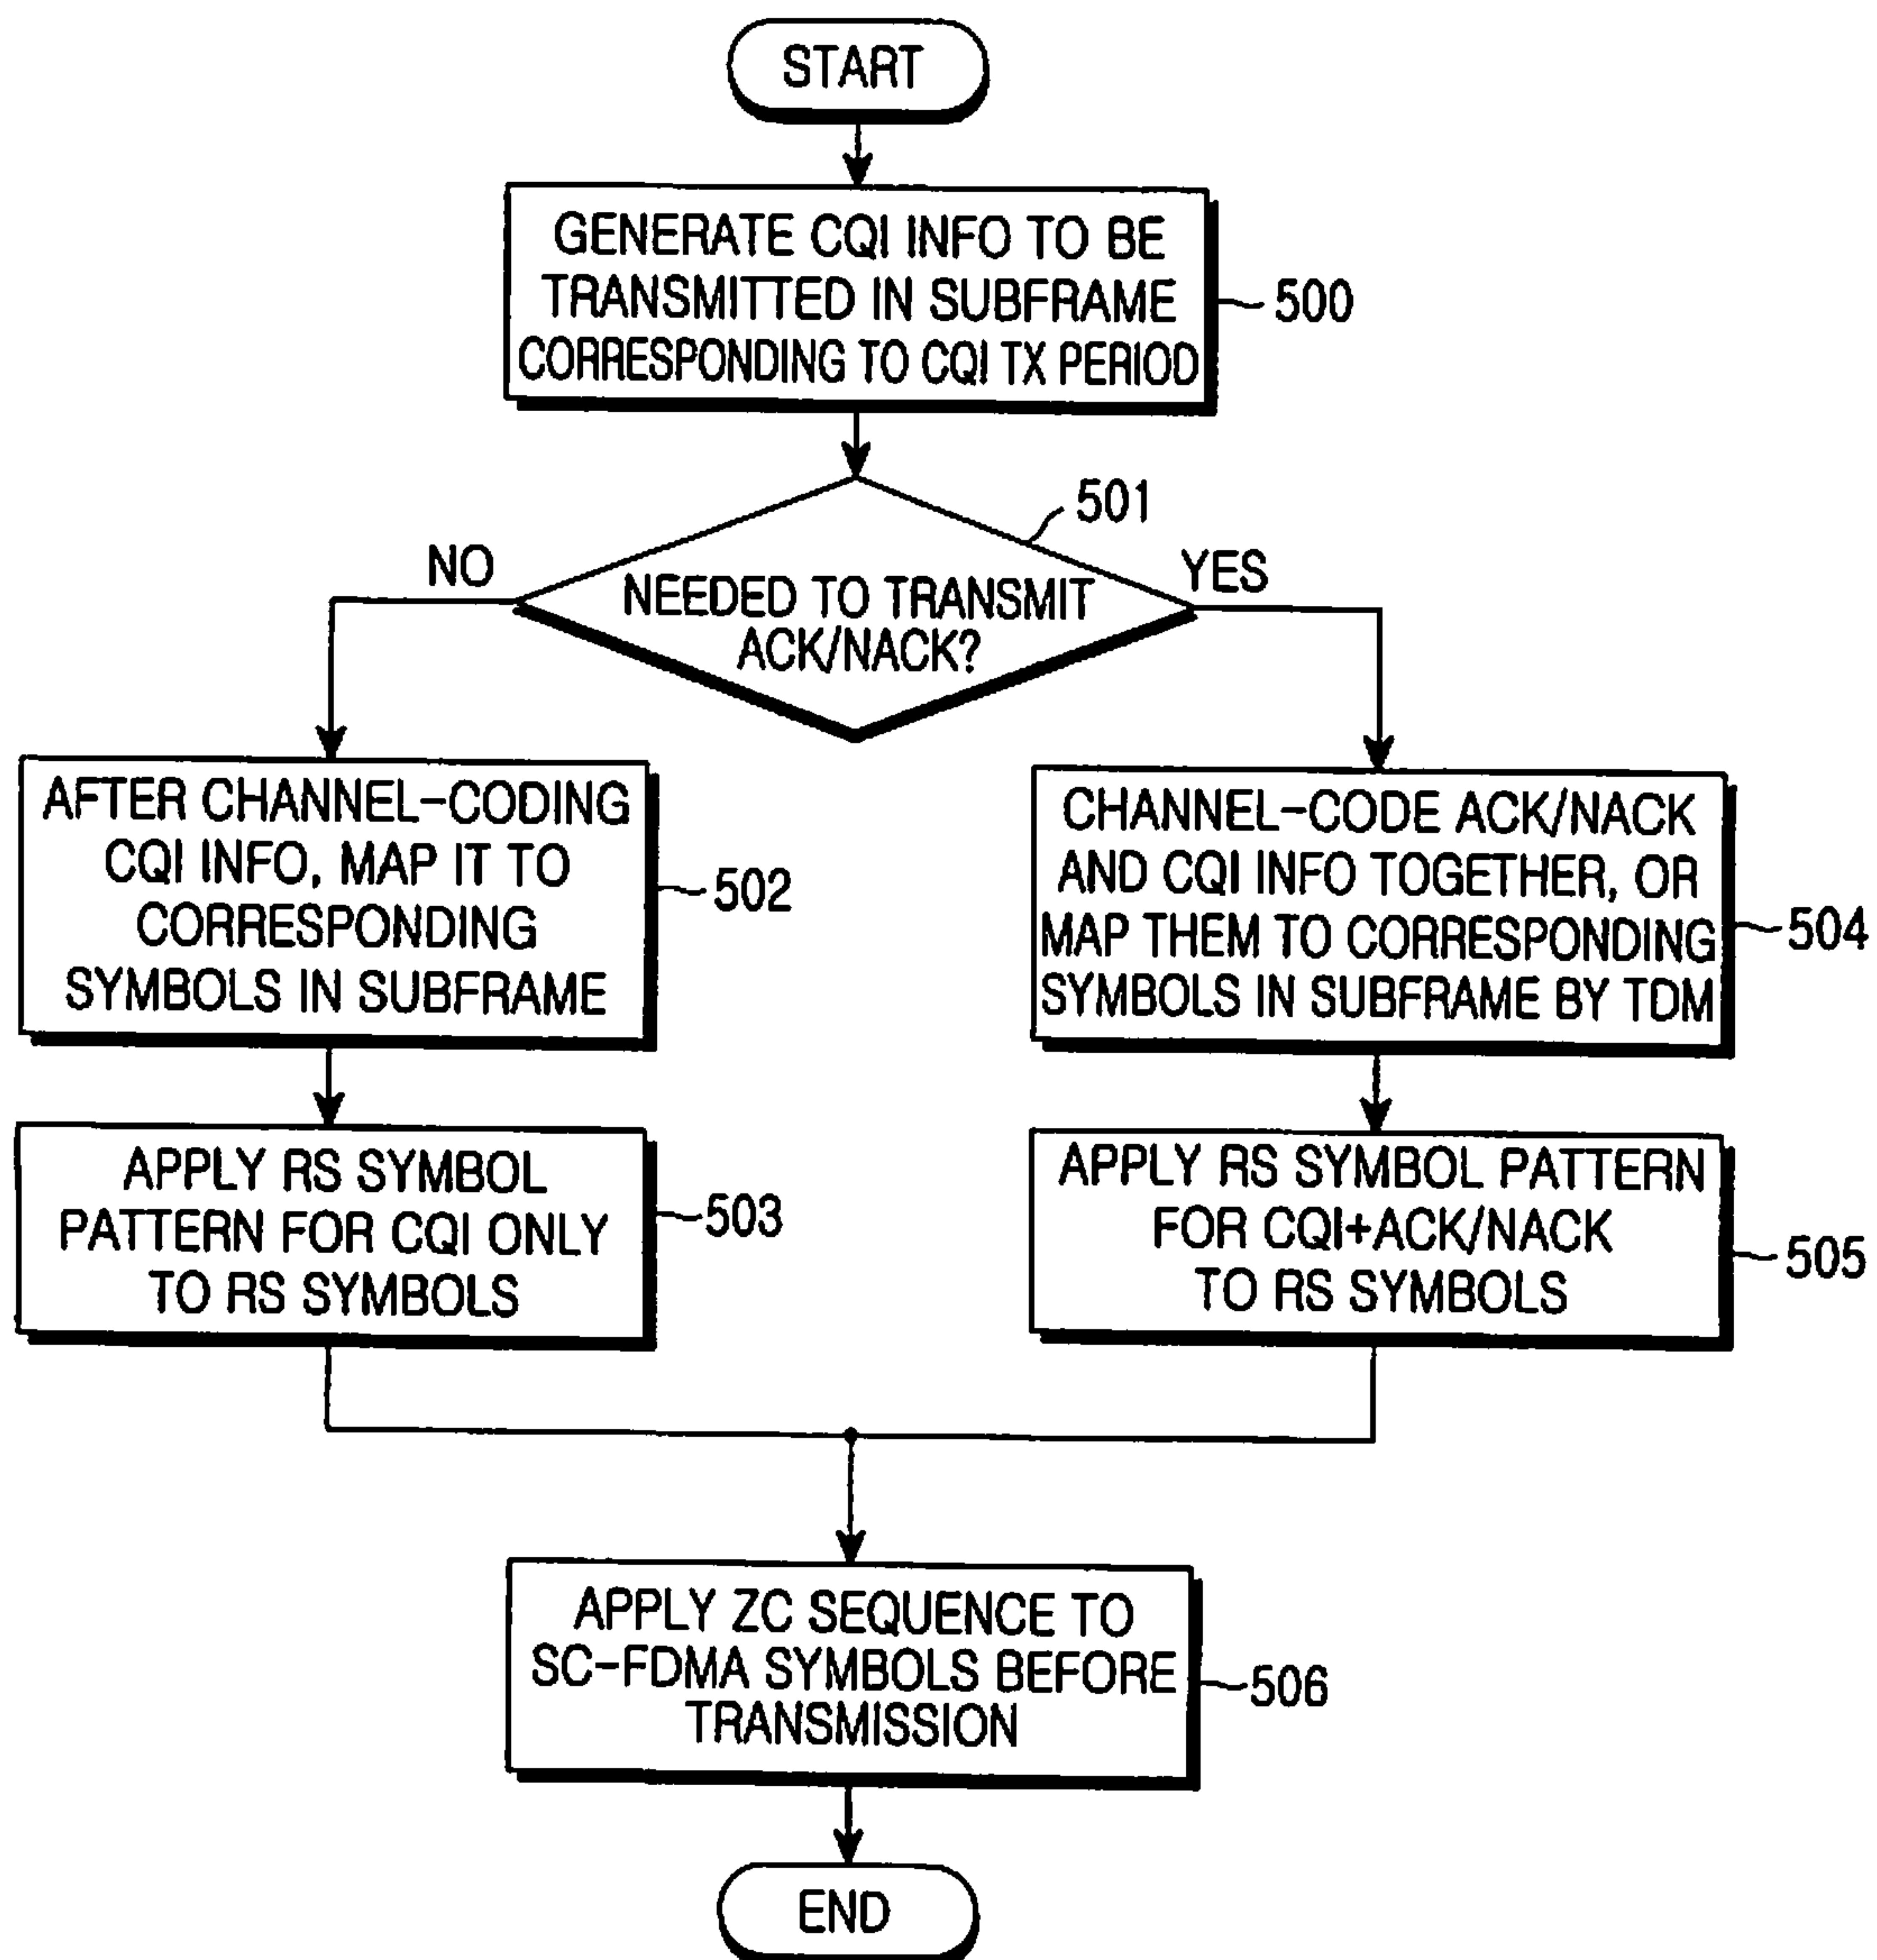 START
GENERATE CQI INFO TO BE
TRANSMITTED IN SUBFRAME
CORRESPONDING TO CQI TX PERIOD
500
501
NO
YES
NEEDED TO TRANSMIT
ACK/NACK?
AFTER CHANNEL-CODING
CQI INFO, MAP IT TO
CORRESPONDING
SYMBOLS IN SUBFRAME
502
CHANNEL-CODE ACK/NACK
AND CQI INFO TOGETHER, OR
MAP THEM TO CORRESPONDING
SYMBOLS IN SUBFRAME BY TDM
504
APPLY RS SYMBOL
PATTERN FOR CQI ONLY
TO RS SYMBOLS
503
APPLY RS SYMBOL PATTERN
FOR CQI+ACK/NACK
TO RS SYMBOLS
505
APPLY ZC SEQUENCE TO
SC-FDMA SYMBOLS BEFORE
TRANSMISSION
506
END